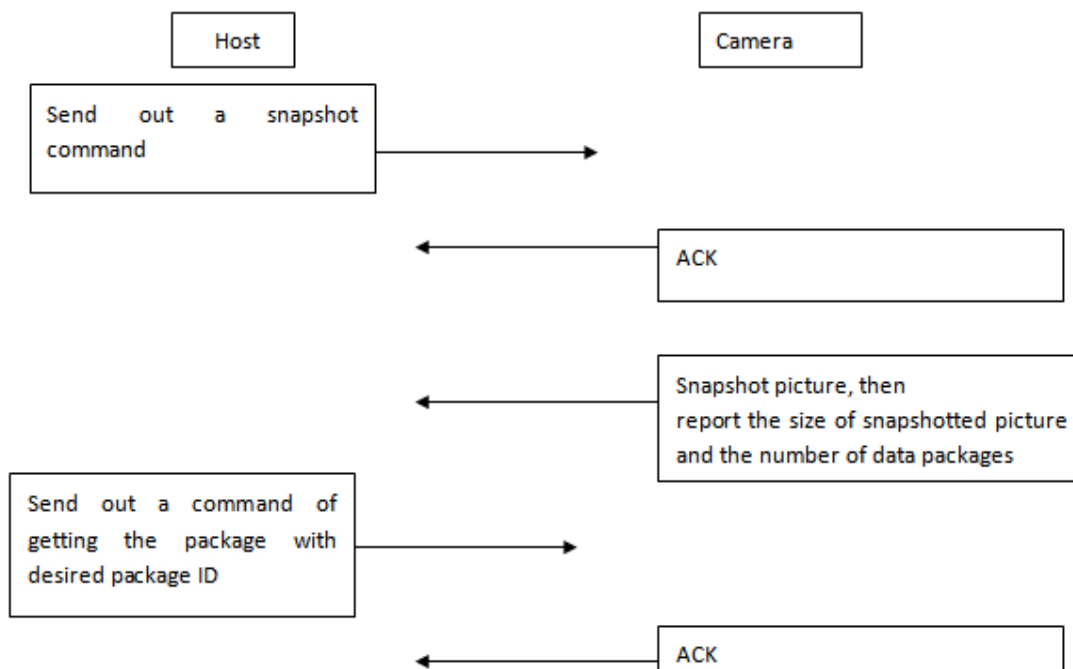 Host
Camera
Send out a snapshot
command
ACK
Snapshot picture, then
report the size of snapshotted picture
and the number of data packages
Send out a command of
getting the package with
desired package ID
ACK